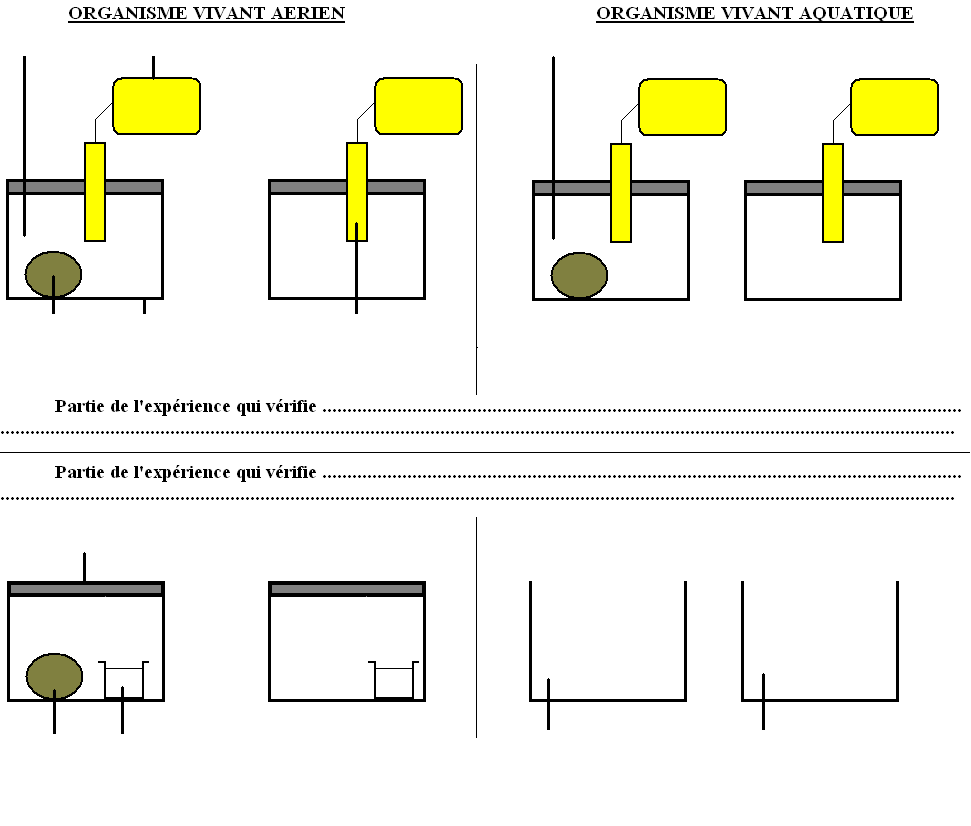 ORGANISME VIVANT AERIEN
ORGANISME VIVANT AQUATIQUE
Partie de l'expérience qui vérifie ................................................................................................................................
...............................................................................................................................................................................................
Partie de l'expérience qui vérifie ................................................................................................................................
...............................................................................................................................................................................................